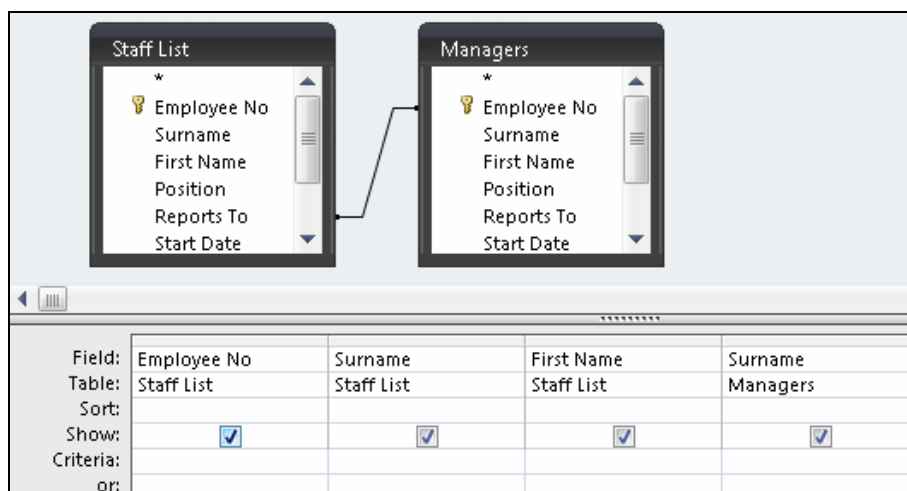 Staff List
*
Employee No
Surname
First Name
Position
Reports To
Start Date
Managers
*
Employee No
Surname
First Name
Position
Reports To
Start Date
Field: Employee No Surname First Name Surname
Table: Staff List Staff List Staff List Managers
Sort:
Show:
Criteria:
or: